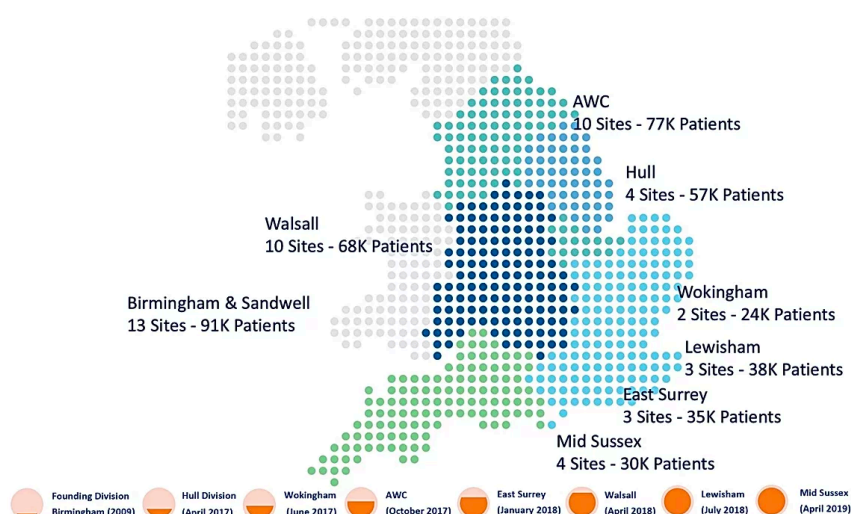 AWC
10 Sites - 77K Patients
Hull
4 Sites - 57K Patients
Walsall
10 Sites - 68K Patients
Birmingham & Sandwell
13 Sites - 91K Patients
Wokingham
2 Sites - 24K Patients
Lewisham
3 Sites - 38K Patients
East Surrey
3 Sites - 35K Patients
Mid Sussex
4 Sites - 30K Patients
Founding Division
Birmingham (2009)
Hull Division
(April 2017)
Wokingham
(June 2017)
AWC
(October 2017)
East Surrey
(January 2018)
Walsall
(April 2018)
Lewisham
(July 2018)
Mid Sussex
(April 2019)